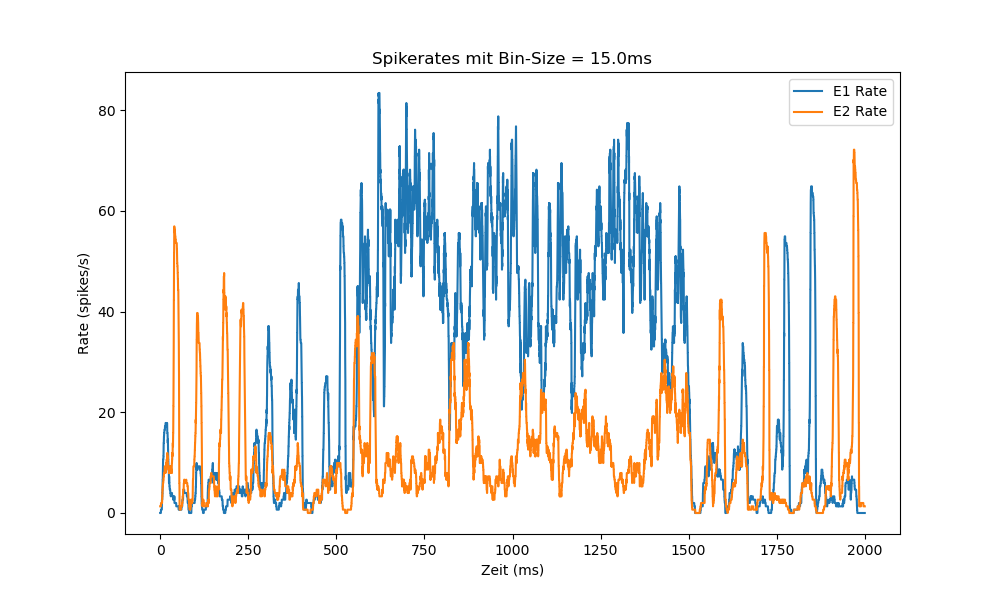 Spikerates mit Bin-Size = 15.0ms
E1 Rate
E2 Rate
Rate (spikes/s)
80
60
40
20
0
0 250 500 750 1000 1250 1500 1750 2000
Zeit (ms)